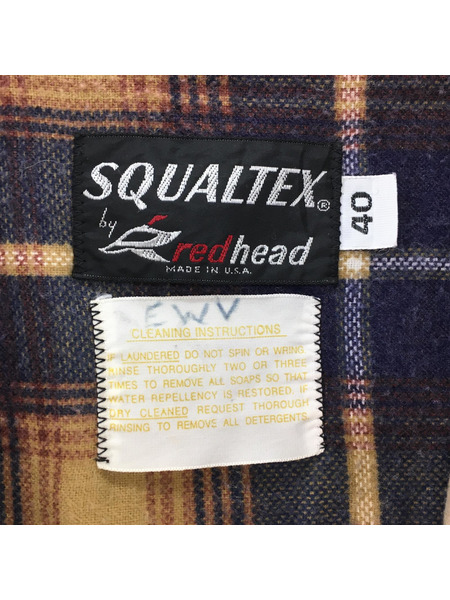 SQUALTEX®
by redhead
MADE IN U.S.A.
40
EWV
CLEANING INSTRUCTIONS
IF LAUNDERED DO NOT SPIN OR WRING
RINSE THOROUGHLY TWO OR THREE
TIMES TO REMOVE ALL SOAPS SO THAT
WATER REPELLENCY IS RESTORED IF
DRY CLEANED REQUEST THOROUGH
RINSING TO REMOVE ALL DETERGENTS.